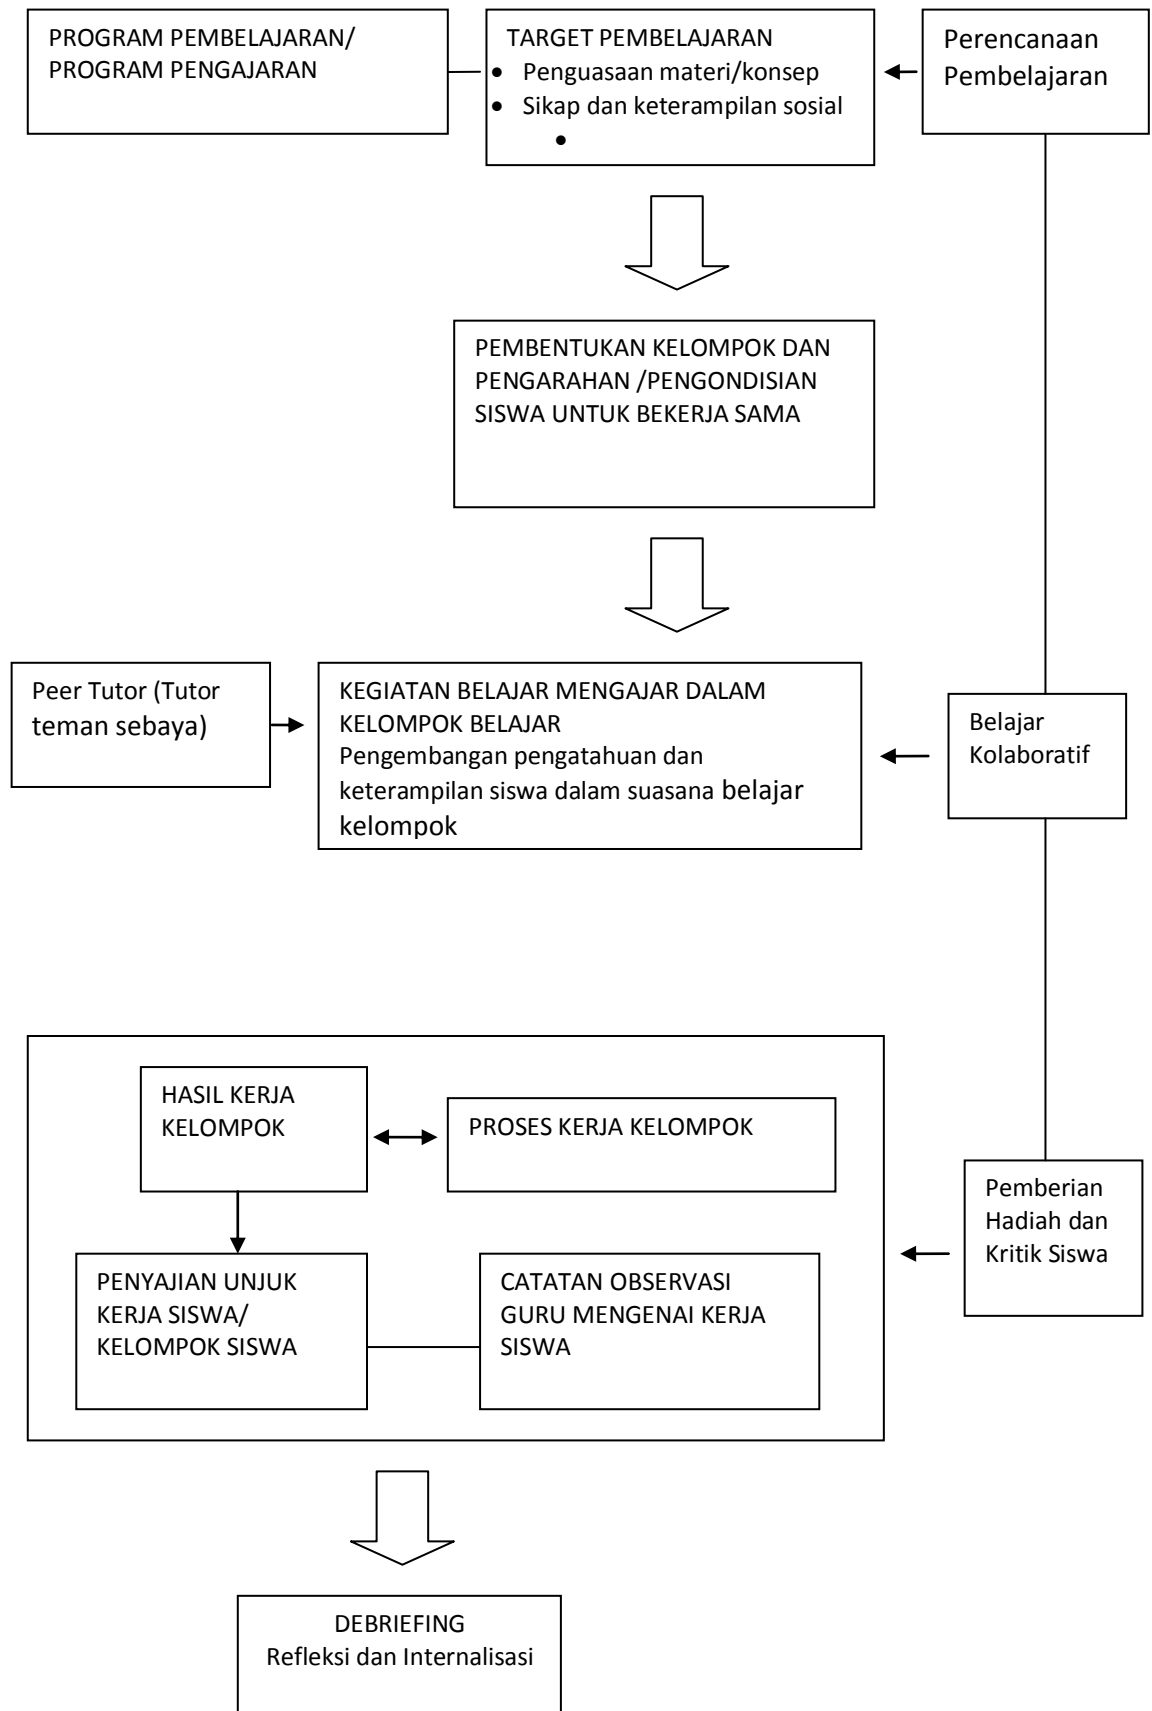 PROGRAM PEMBELAJARAN/
PROGRAM PENGAJARAN
TARGET PEMBELAJARAN
• Penguasaan materi/konsep
• Sikap dan keterampilan sosial
•
Perencanaan
Pembelajaran
PEMBENTUKAN KELOMPOK DAN
PENGARAHAN /PENGONDISIAN
SISWA UNTUK BEKERJA SAMA
Peer Tutor (Tutor
teman sebaya)
KEGIATAN BELAJAR MENGAJAR DALAM
KELOMPOK BELAJAR
Pengembangan pengatahuan dan
keterampilan siswa dalam suasana belajar
kelompok
Belajar
Kolaboratif
HASIL KERJA
KELOMPOK
PROSES KERJA KELOMPOK
Pemberian
Hadiah dan
Kritik Siswa
PENYAJIAN UNJUK
KERJA SISWA/
KELOMPOK SISWA
CATATAN OBSERVASI
GURU MENGENAI KERJA
SISWA
DEBRIEFING
Refleksi dan Internalisasi